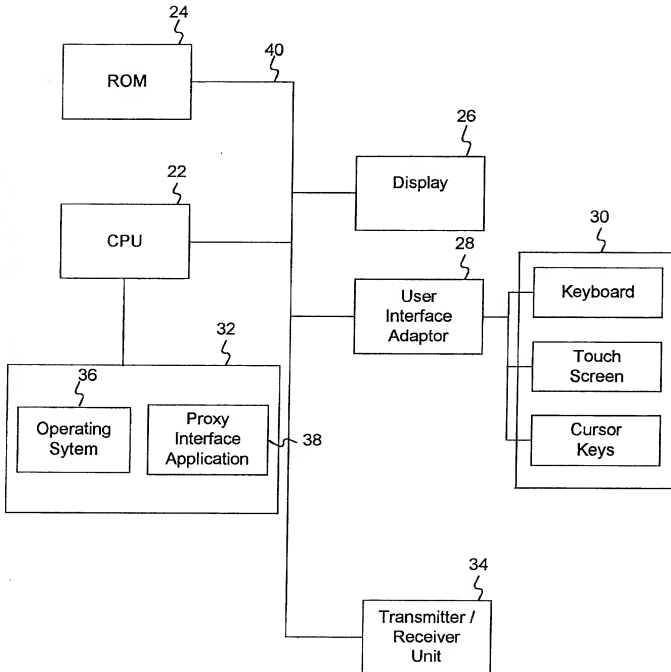 24
ROM
40
26
Display
22
CPU
28
User
Interface
Adaptor
30
Keyboard
Touch
Screen
Cursor
Keys
32
36
Operating
Sytem
Proxy
Interface
Application
38
34
Transmitter /
Receiver
Unit